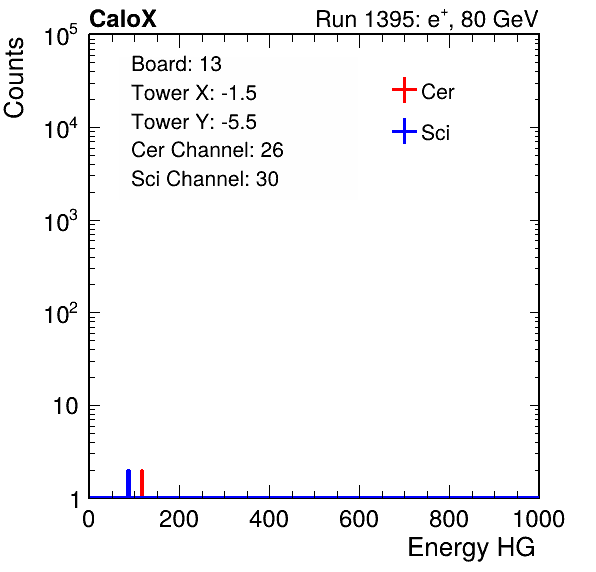 CaloX Run 1395: e⁺, 80 GeV
Counts
10⁵
10⁴
10³
10²
10
1
Board: 13
Tower X: -1.5
Tower Y: -5.5
Cer Channel: 26
Sci Channel: 30
Cer
Sci
0 200 400 600 800 1000
Energy HG